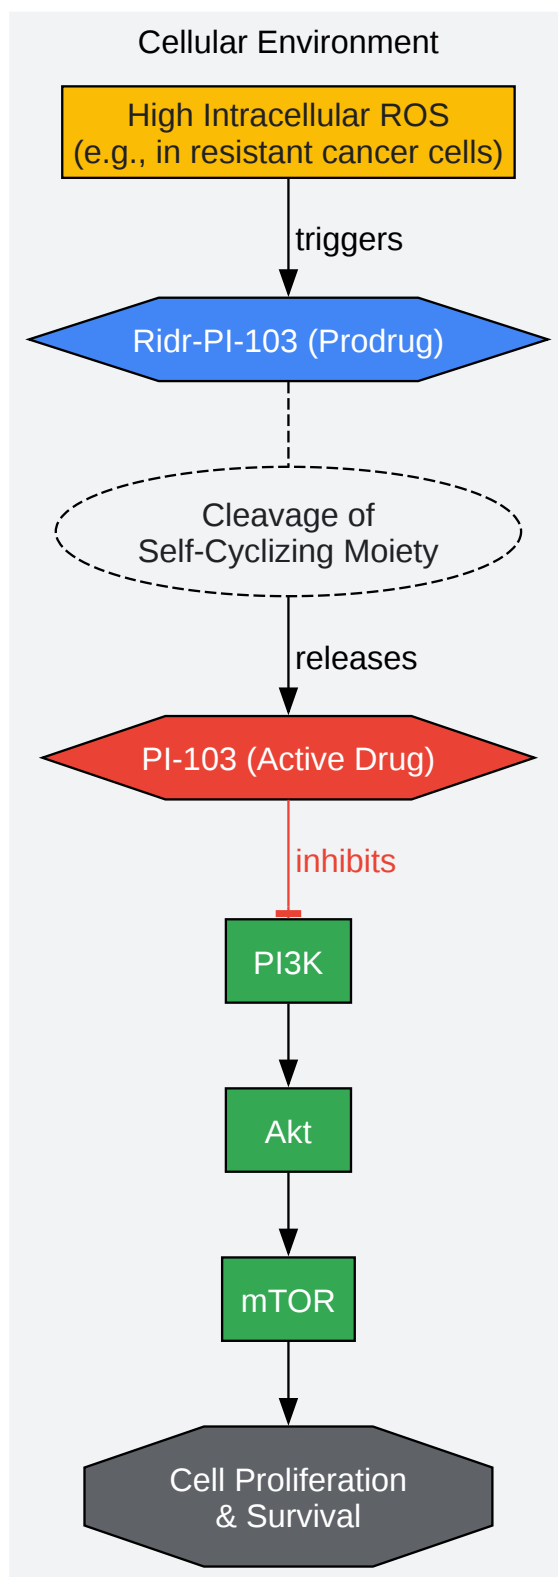 Cellular Environment
High Intracellular ROS
(e.g., in resistant cancer cells)
triggers
Ridr-PI-103 (Prodrug)
Cleavage of
Self-Cyclizing Moiety
releases
PI-103 (Active Drug)
inhibits
PI3K
Akt
mTOR
Cell Proliferation
& Survival